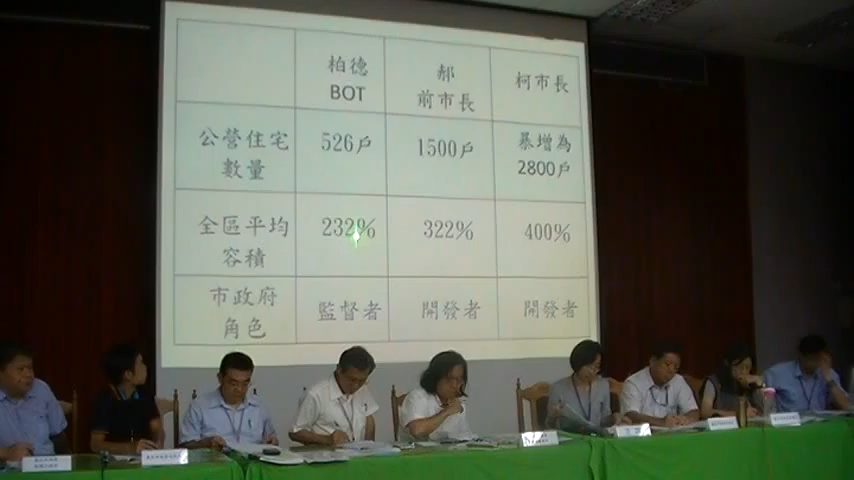 柏德
BOT
郝
前市長
柯市長
公營住宅
數量
526戶
1500戶
暴增為
2800戶
全區平均
容積
232%
322%
400%
市政府
角色
監督者
開發者
開發者